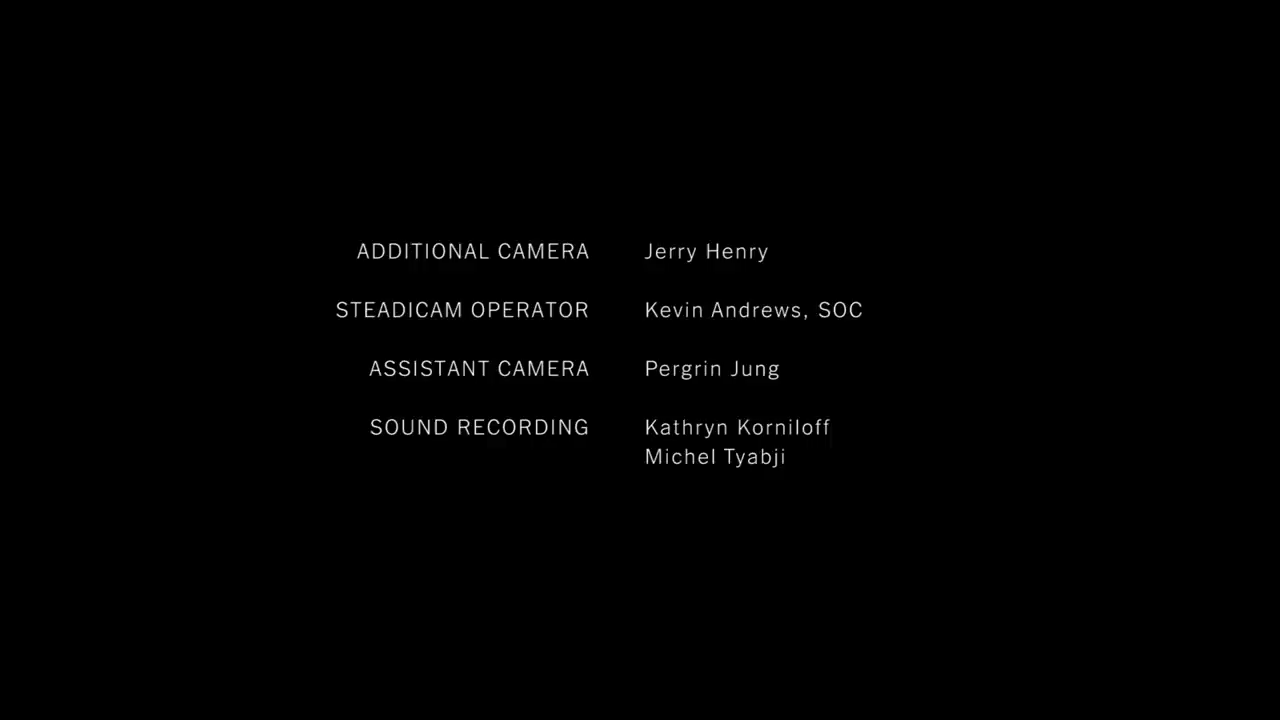 ADDITIONAL CAMERA Jerry Henry
STEADICAM OPERATOR Kevin Andrews, SOC
ASSISTANT CAMERA Pergrin Jung
SOUND RECORDING Kathryn Korniloff
Michel Tyabji